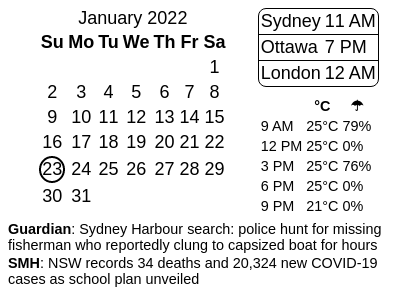 January 2022
Su Mo Tu We Th Fr Sa
1
2 3 4 5 6 7 8
9 10 11 12 13 14 15
16 17 18 19 20 21 22
23 24 25 26 27 28 29
30 31
Sydney 11 AM
Ottawa 7 PM
London 12 AM
°C ☂
9 AM 25°C 79%
12 PM 25°C 0%
3 PM 25°C 76%
6 PM 25°C 0%
9 PM 21°C 0%
Guardian: Sydney Harbour search: police hunt for missing
fisherman who reportedly clung to capsized boat for hours
SMH: NSW records 34 deaths and 20,324 new COVID-19
cases as school plan unveiled